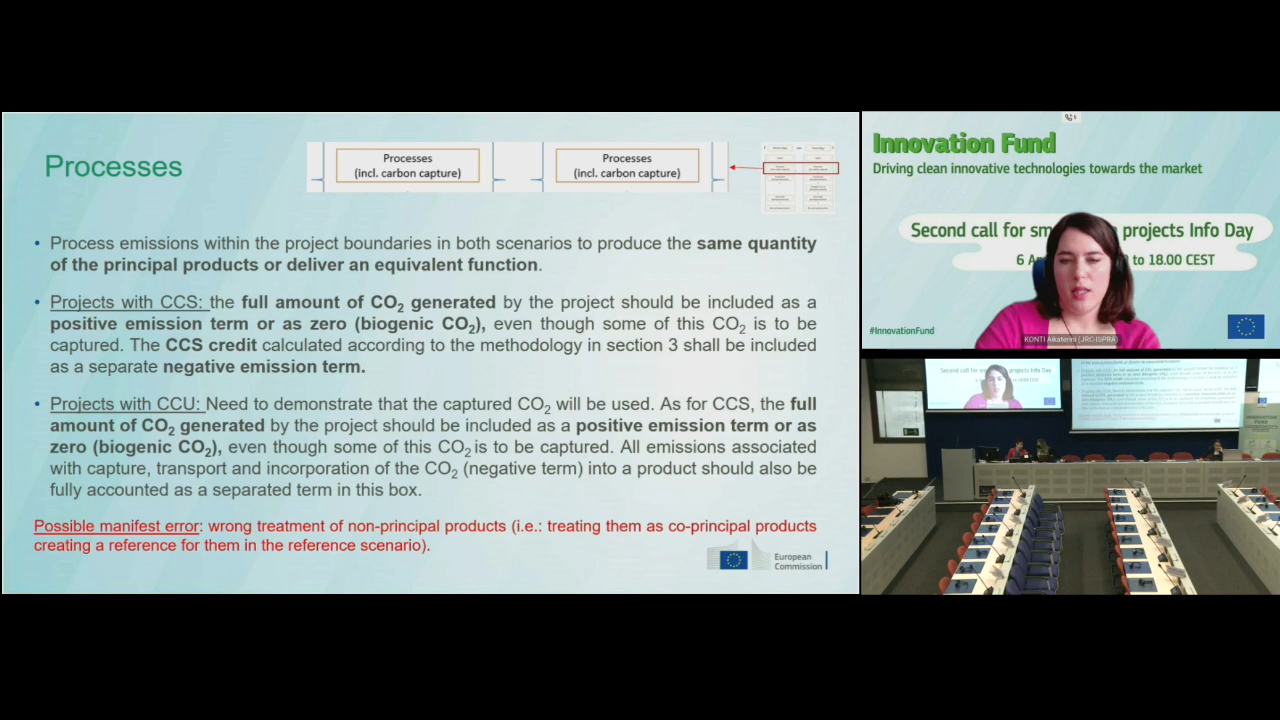 Processes
Processes
(incl. carbon capture)
Processes
(incl. carbon capture)
• Process emissions within the project boundaries in both scenarios to produce the same quantity
of the principal products or deliver an equivalent function.
• Projects with CCS: the full amount of CO2 generated by the project should be included as a
positive emission term or as zero (biogenic CO2), even though some of this CO2 is to be
captured. The CCS credit calculated according to the methodology in section 3 shall be included
as a separate negative emission term.
• Projects with CCU: Need to demonstrate that the captured CO2 will be used. As for CCS, the full
amount of CO2 generated by the project should be included as a positive emission term or as
zero (biogenic CO2), even though some of this CO2 is to be captured. All emissions associated
with capture, transport and incorporation of the CO2 (negative term) into a product should also be
fully accounted as a separated term in this box.
Possible manifest error: wrong treatment of non-principal products (i.e.: treating them as co-principal products
creating a reference for them in the reference scenario).
European
Commission
Innovation Fund
Driving clean innovative technologies towards the market
Second call for sm projects Info Day
6 A to 18.00 CEST
#InnovationFund
KONTI Aikaterini (JRC-ISPRA)
Second call for sm projects Info Day